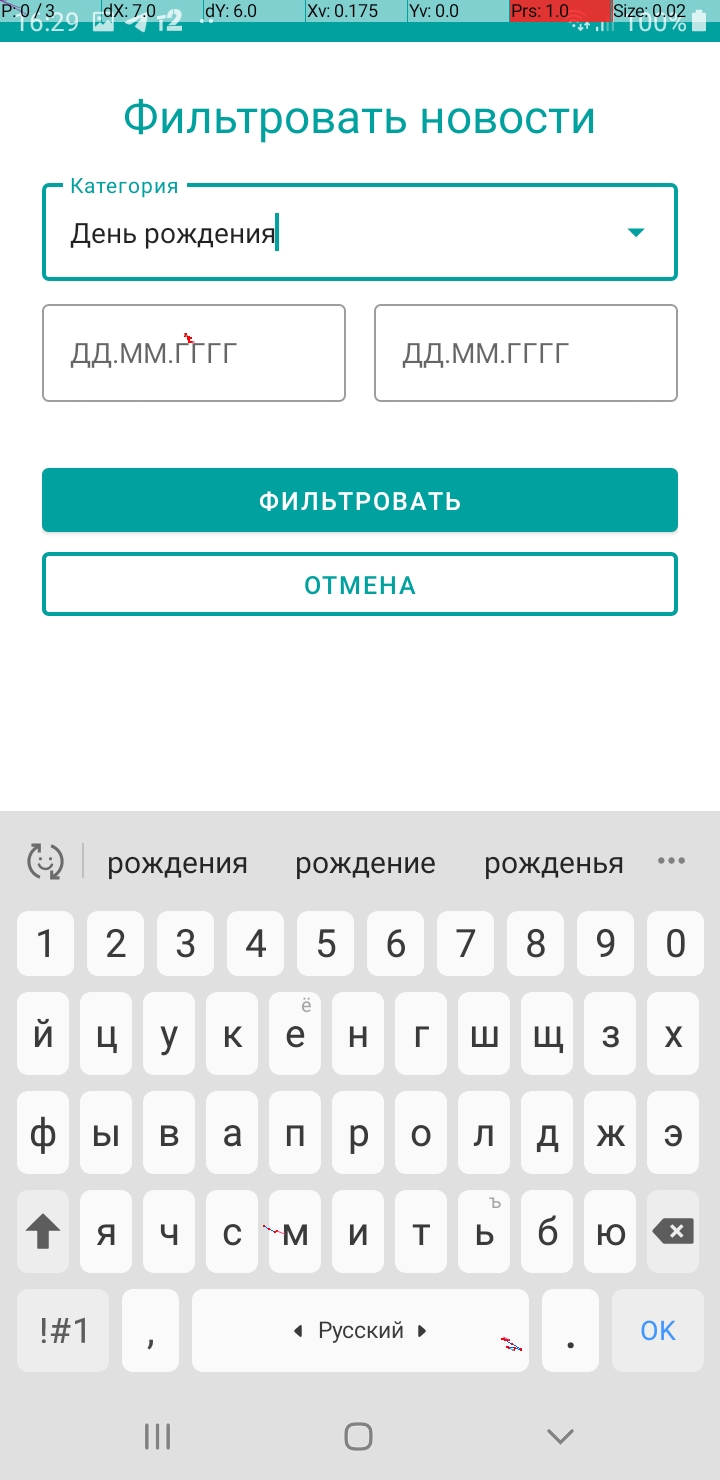 P: 0 / 3 dX: 7.0 dY: 6.0 Xv: 0.175 Yv: 0.0 Prs: 1.0 Size: 0.02
16:29 т2 100%
Фильтровать новости
Категория
День рождения
ДД.ММ.ГГГГ ДД.ММ.ГГГГ
ФИЛЬТРОВАТЬ
ОТМЕНА
рождения рождение рожденья
1 2 3 4 5 6 7 8 9 0
ё
й ц у к е н г ш щ з х
ф ы в а п р о л д ж э
ъ
я ч с м и т ь б ю
!#1 , Русский . OK